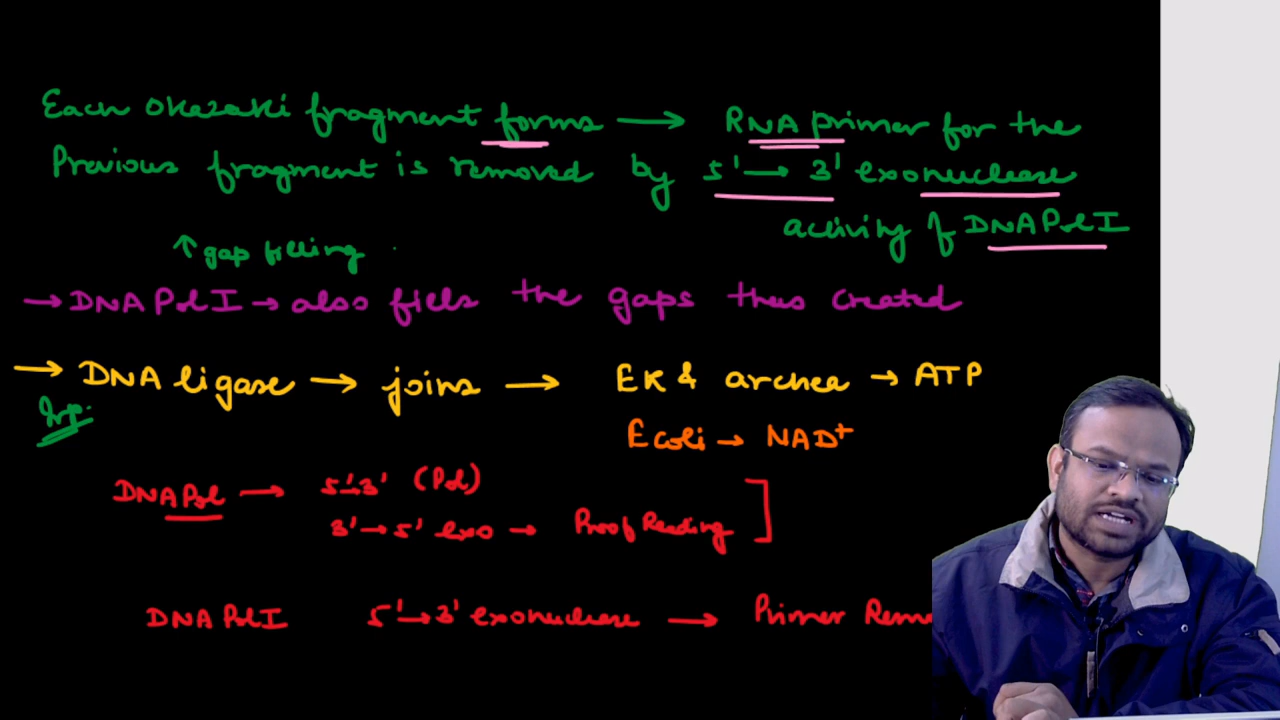 Each Okazaki fragment forms → RNA primer for the
Previous fragment is removed by 5' → 3' exonuclease
activity of DNA Pol I
↑ gap filling
→ DNA Pol I → also fills the gaps thus created
→ DNA ligase → joins → EK & archea → ATP
Imp.
E coli → NAD+
DNA Pol → 5'→3' (Pol)
3' → 5' exo → Proof Reading
DNA Pol I 5' → 3' exonuclease → Primer Remo